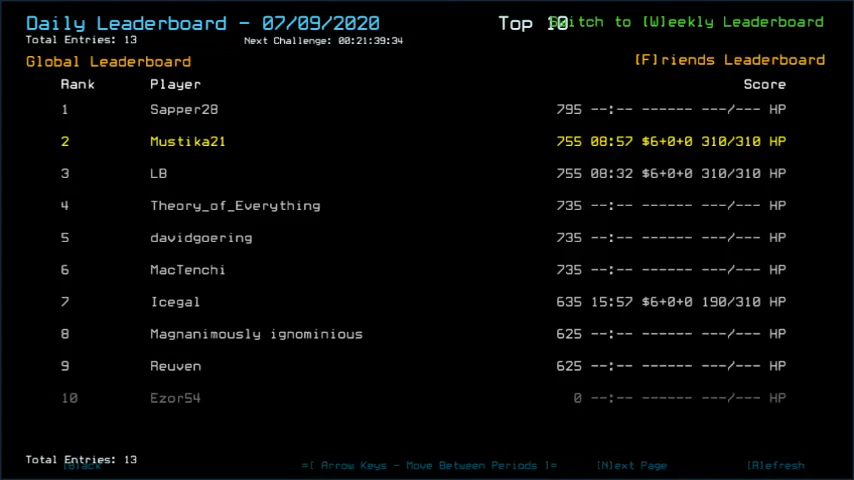 Daily Leaderboard - 07/09/2020
Top 10
Switch to [W]eekly Leaderboard
Total Entries: 13
Next Challenge: 00:21:39:34
Global Leaderboard
[F]riends Leaderboard
Rank Player Score
1 Sapper28 795 --:-- ------ ---/--- HP
2 Mustika21 755 08:57 $6+0+0 310/310 HP
3 LB 755 08:32 $6+0+0 310/310 HP
4 Theory_of_Everything 735 --:-- ------ ---/--- HP
5 davidgoering 735 --:-- ------ ---/--- HP
6 MacTenchi 735 --:-- ------ ---/--- HP
7 Icegal 635 15:57 $6+0+0 190/310 HP
8 Magnanimously ignominious 625 --:-- ------ ---/--- HP
9 Reuven 625 --:-- ------ ---/--- HP
10 Ezor54 0 --:-- ------ ---/--- HP
Total Entries: 13
[B]ack =[ Arrow Keys - Move Between Periods ]= [N]ext Page [R]efresh